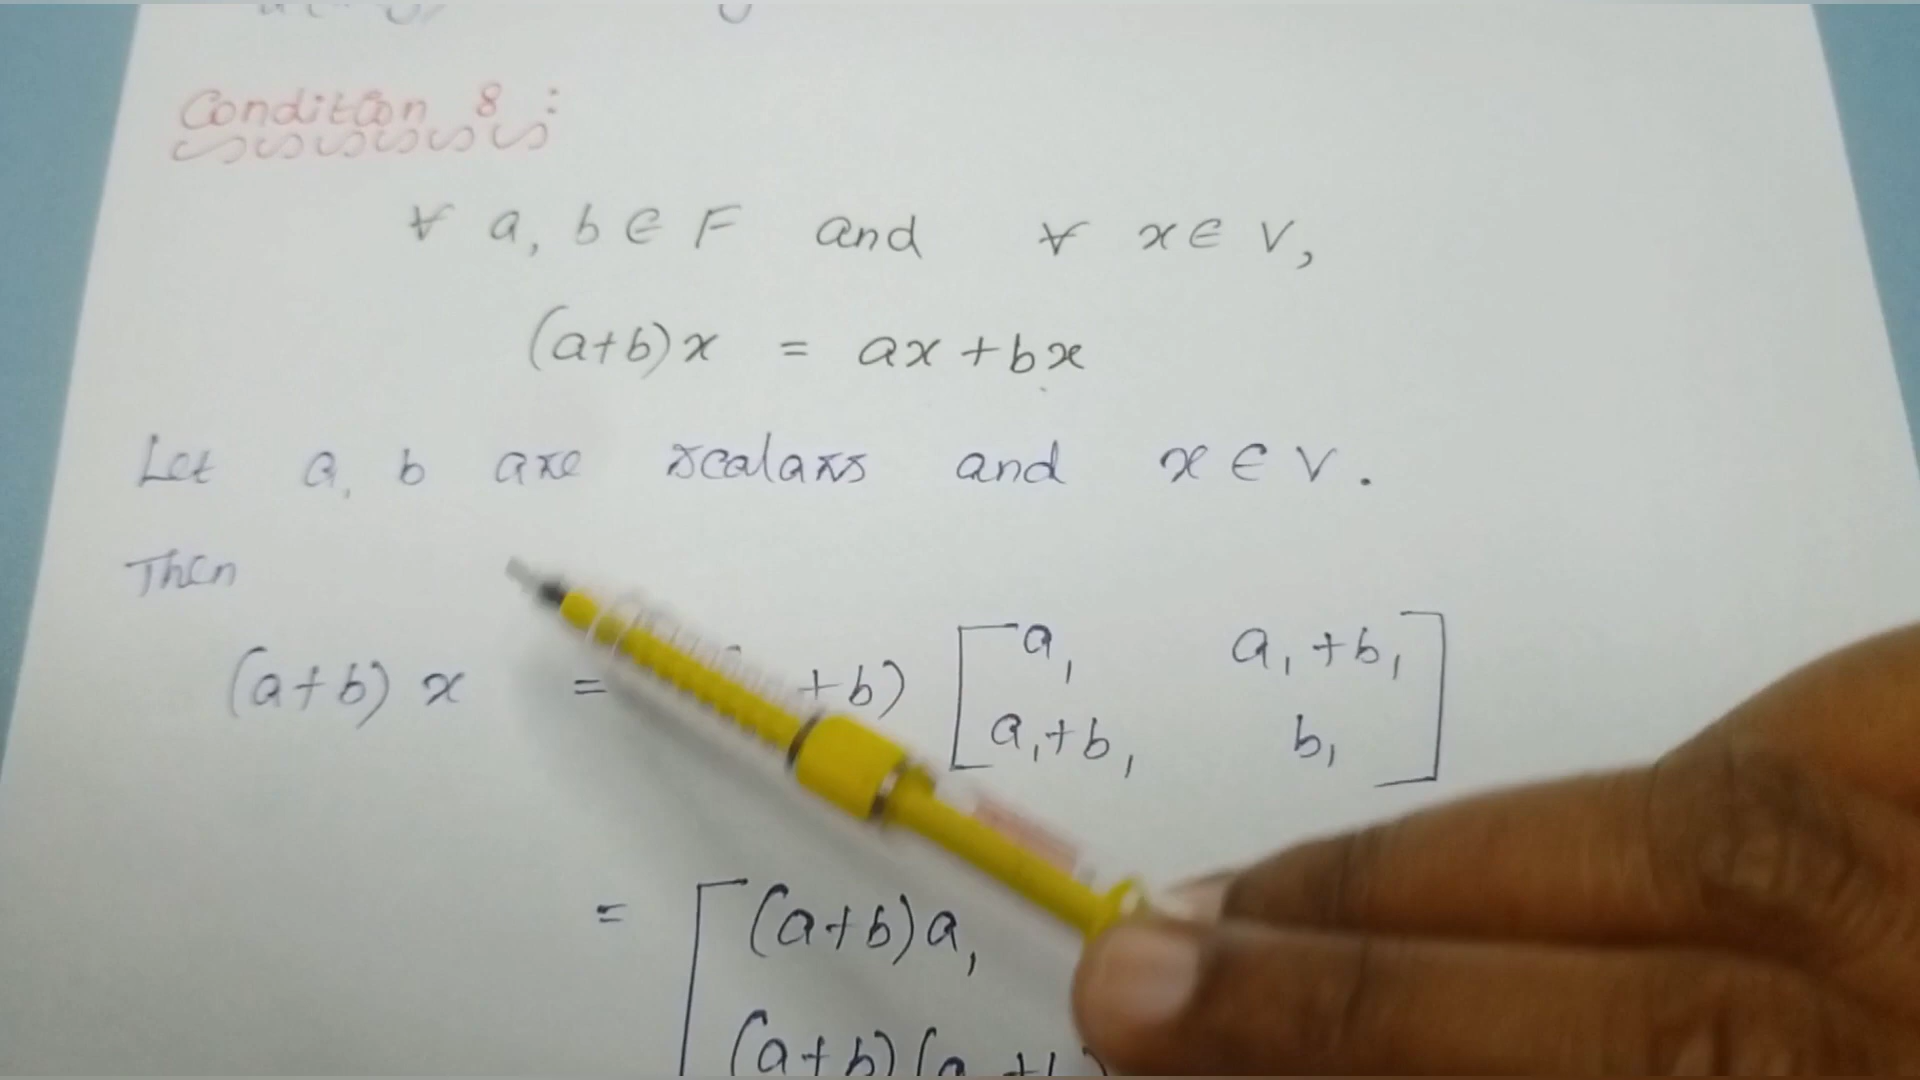 Condition 8 :
∀ a, b ∈ F and ∀ x ∈ V,
(a+b)x = ax + bx
Let a, b are scalars and x ∈ V.
Then
(a+b) x = +b) [ a₁ a₁+b₁
a₁+b₁ b₁ ]
= [ (a+b)a₁
(a+b)(a